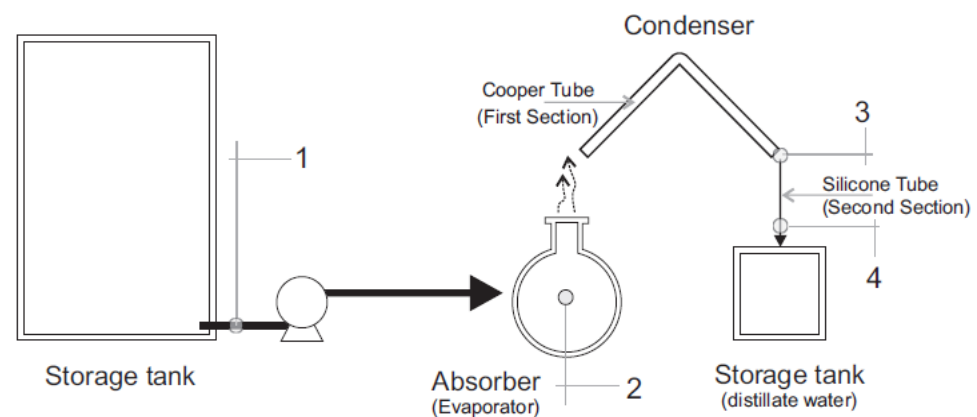 Condenser
Cooper Tube
(First Section)
3
1
Silicone Tube
(Second Section)
4
Storage tank
Absorber
(Evaporator)
2
Storage tank
(distillate water)